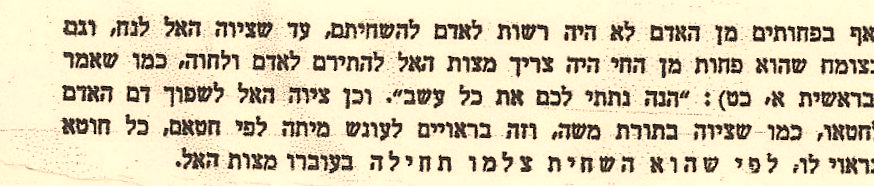 אף בפחותים מן האדם לא היה רשות לאדם להשחיתם, עד שציוה האל לנח, וגם
בצומח שהוא פחות מן החי היה צריך מצות האל להתירם לאדם ולחוה, כמו שאמר
בראשית א, כט): "הנה נתתי לכם את כל עשב". וכן ציוה האל לשפוך דם האדם
לחטאו, כמו שציוה בתורת משה, וזה בראויים לעונש מיתה לפי חטאם, כל חוטא
כראוי לו, לפי שהוא השחית צלמו תחילה בעוברו מצות האל.